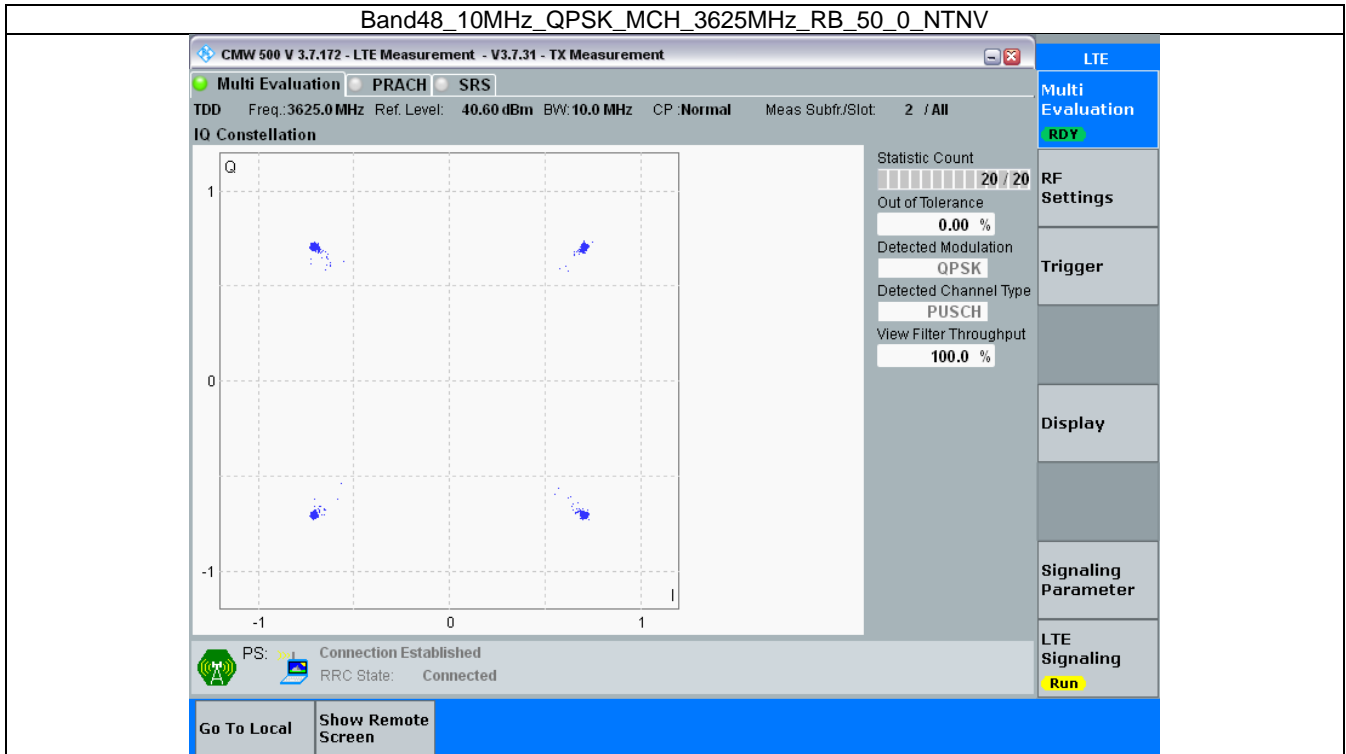 Band48_10MHz_QPSK_MCH_3625MHz_RB_50_0_NTNV
CMW 500 V 3.7.172 - LTE Measurement - V3.7.31 - TX Measurement
LTE
Multi Evaluation PRACH SRS
Multi
Evaluation
RDY
TDD Freq.:3625.0 MHz Ref. Level: 40.60 dBm BW:10.0 MHz CP :Normal Meas Subfr./Slot: 2 / All
IQ Constellation
Q
1
0
-1
I
-1 0 1
Statistic Count
20 / 20
Out of Tolerance
0.00 %
Detected Modulation
QPSK
Detected Channel Type
PUSCH
View Filter Throughput
100.0 %
RF
Settings
Trigger
Display
Signaling
Parameter
LTE
Signaling
Run
PS: Connection Established
RRC State: Connected
Go To Local
Show Remote
Screen